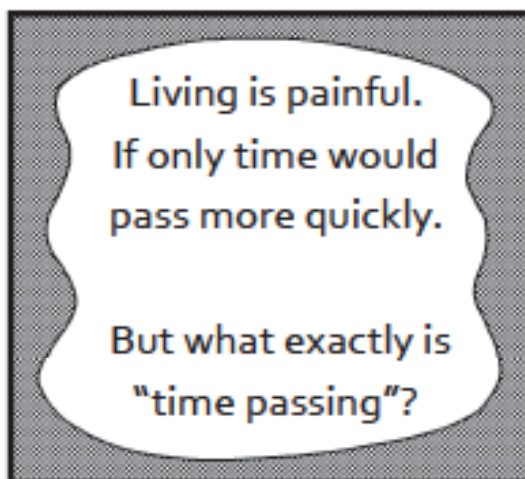 Living is painful.
If only time would
pass more quickly.
But what exactly is
“time passing”?